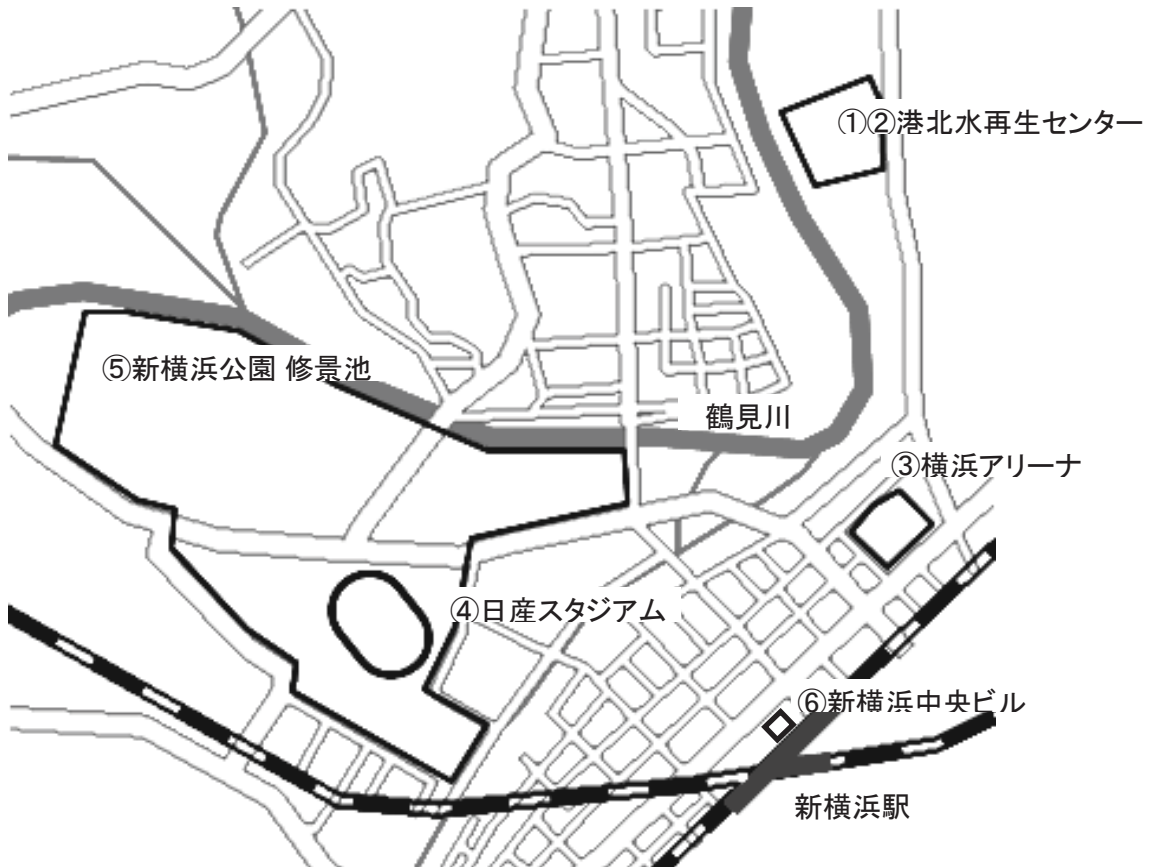 ①②港北水再生センター
⑤新横浜公園 修景池
鶴見川
③横浜アリーナ
④日産スタジアム
⑥新横浜中央ビル
新横浜駅